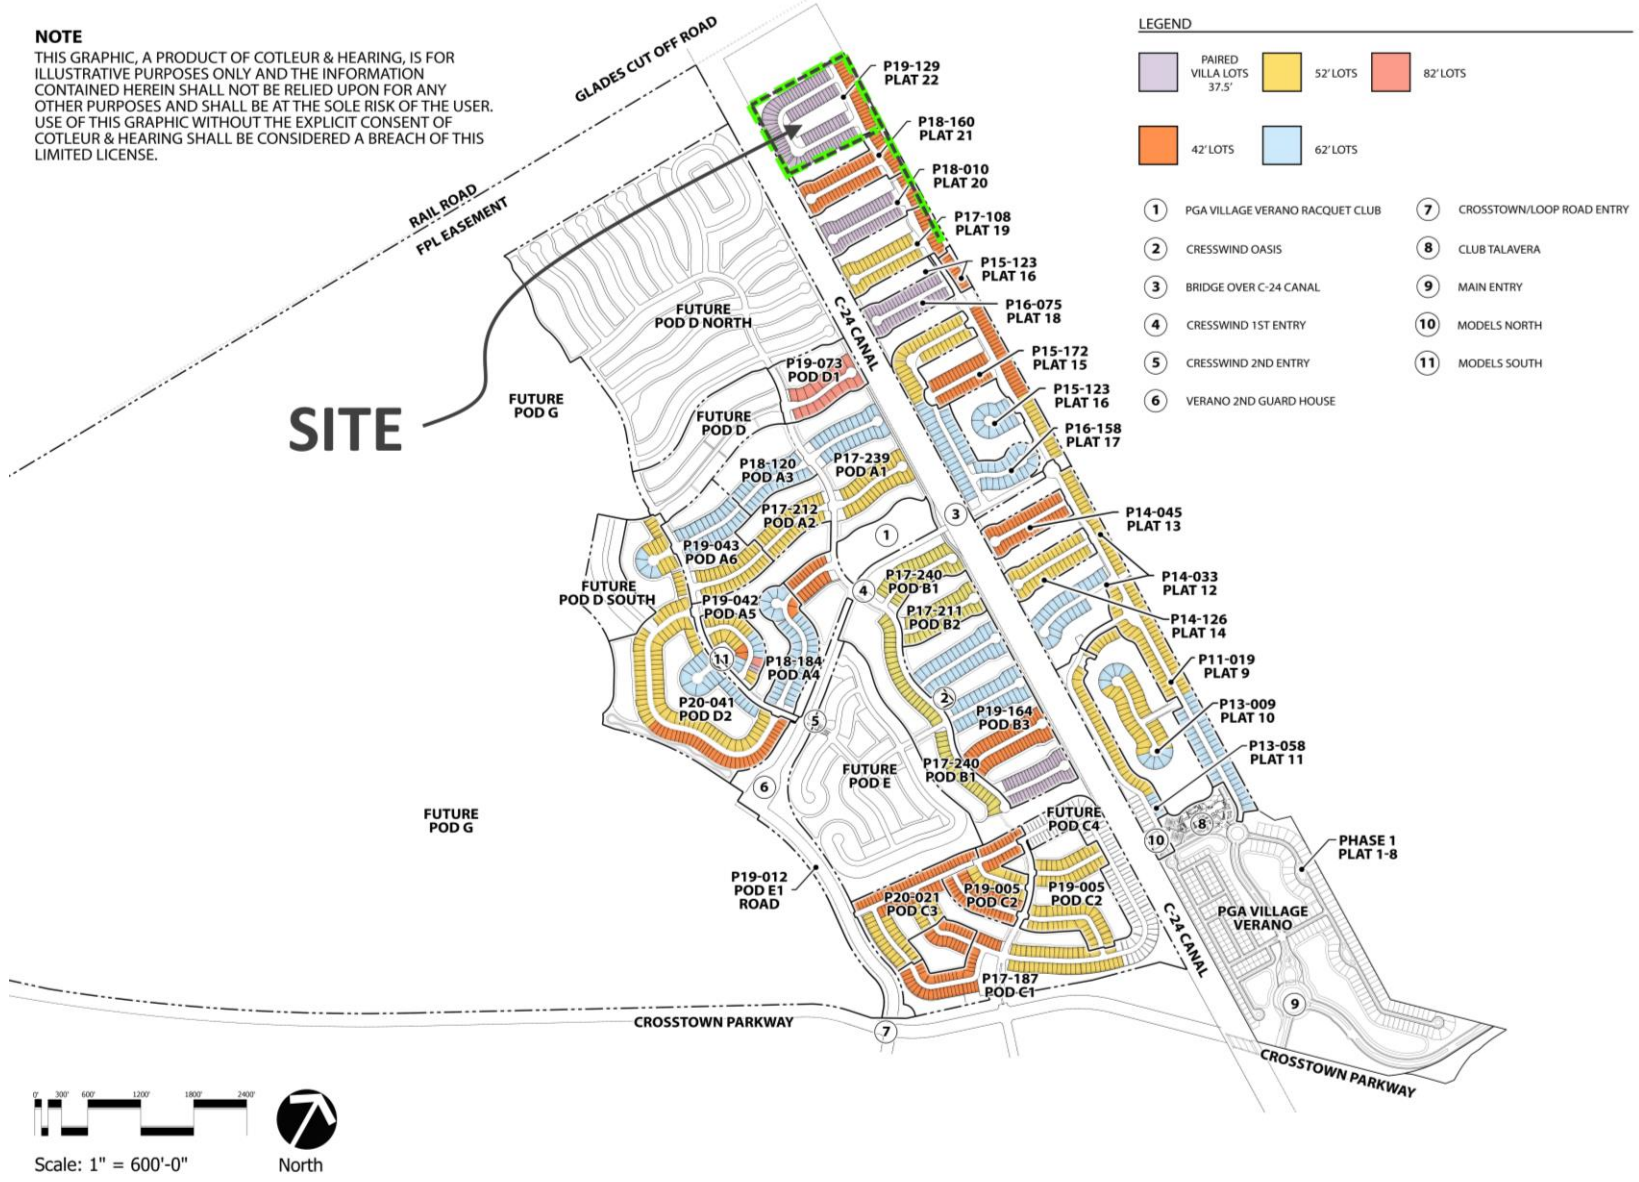 NOTE
THIS GRAPHIC, A PRODUCT OF COTLEUR & HEARING, IS FOR
ILLUSTRATIVE PURPOSES ONLY AND THE INFORMATION
CONTAINED HEREIN SHALL NOT BE RELIED UPON FOR ANY
OTHER PURPOSES AND SHALL BE AT THE SOLE RISK OF THE USER.
USE OF THIS GRAPHIC WITHOUT THE EXPLICIT CONSENT OF
COTLEUR & HEARING SHALL BE CONSIDERED A BREACH OF THIS
LIMITED LICENSE.
GLADES CUT OFF ROAD
RAIL ROAD
FPL EASEMENT
LEGEND
PAIRED
VILLA LOTS
37.5'
52' LOTS
82' LOTS
42' LOTS
62' LOTS
1 PGA VILLAGE VERANO RACQUET CLUB
2 CRESSWIND OASIS
3 BRIDGE OVER C-24 CANAL
4 CRESSWIND 1ST ENTRY
5 CRESSWIND 2ND ENTRY
6 VERANO 2ND GUARD HOUSE
7 CROSSTOWN/LOOP ROAD ENTRY
8 CLUB TALAVERA
9 MAIN ENTRY
10 MODELS NORTH
11 MODELS SOUTH
P19-129
PLAT 22
P18-160
PLAT 21
P18-010
PLAT 20
P17-108
PLAT 19
P15-123
PLAT 16
P16-075
PLAT 18
P15-172
PLAT 15
P15-123
PLAT 16
P16-158
PLAT 17
P14-045
PLAT 13
P14-033
PLAT 12
P14-126
PLAT 14
P11-019
PLAT 9
P13-009
PLAT 10
P13-058
PLAT 11
PHASE 1
PLAT 1-8
PGA VILLAGE
VERANO
C-24 CANAL
SITE
FUTURE
POD G
FUTURE
POD D NORTH
P19-073
POD D1
FUTURE
POD D
P18-120
POD A3
P17-239
POD A1
P17-212
POD A2
P19-043
POD A6
FUTURE
POD D SOUTH
P19-042
POD A5
P18-184
POD A4
P20-041
POD D2
P17-240
POD B1
P17-211
POD B2
P19-164
POD B3
P17-240
POD B1
FUTURE
POD E
FUTURE
POD C4
FUTURE
POD G
P19-012
POD E1
ROAD
P20-021
POD C3
P19-005
POD C2
P19-005
POD C2
P17-187
POD C1
C-24 CANAL
1
2
3
4
5
6
7
8
9
10
11
CROSSTOWN PARKWAY
CROSSTOWN PARKWAY
0' 300' 600' 1200' 1800' 2400'
Scale: 1" = 600'-0"
North